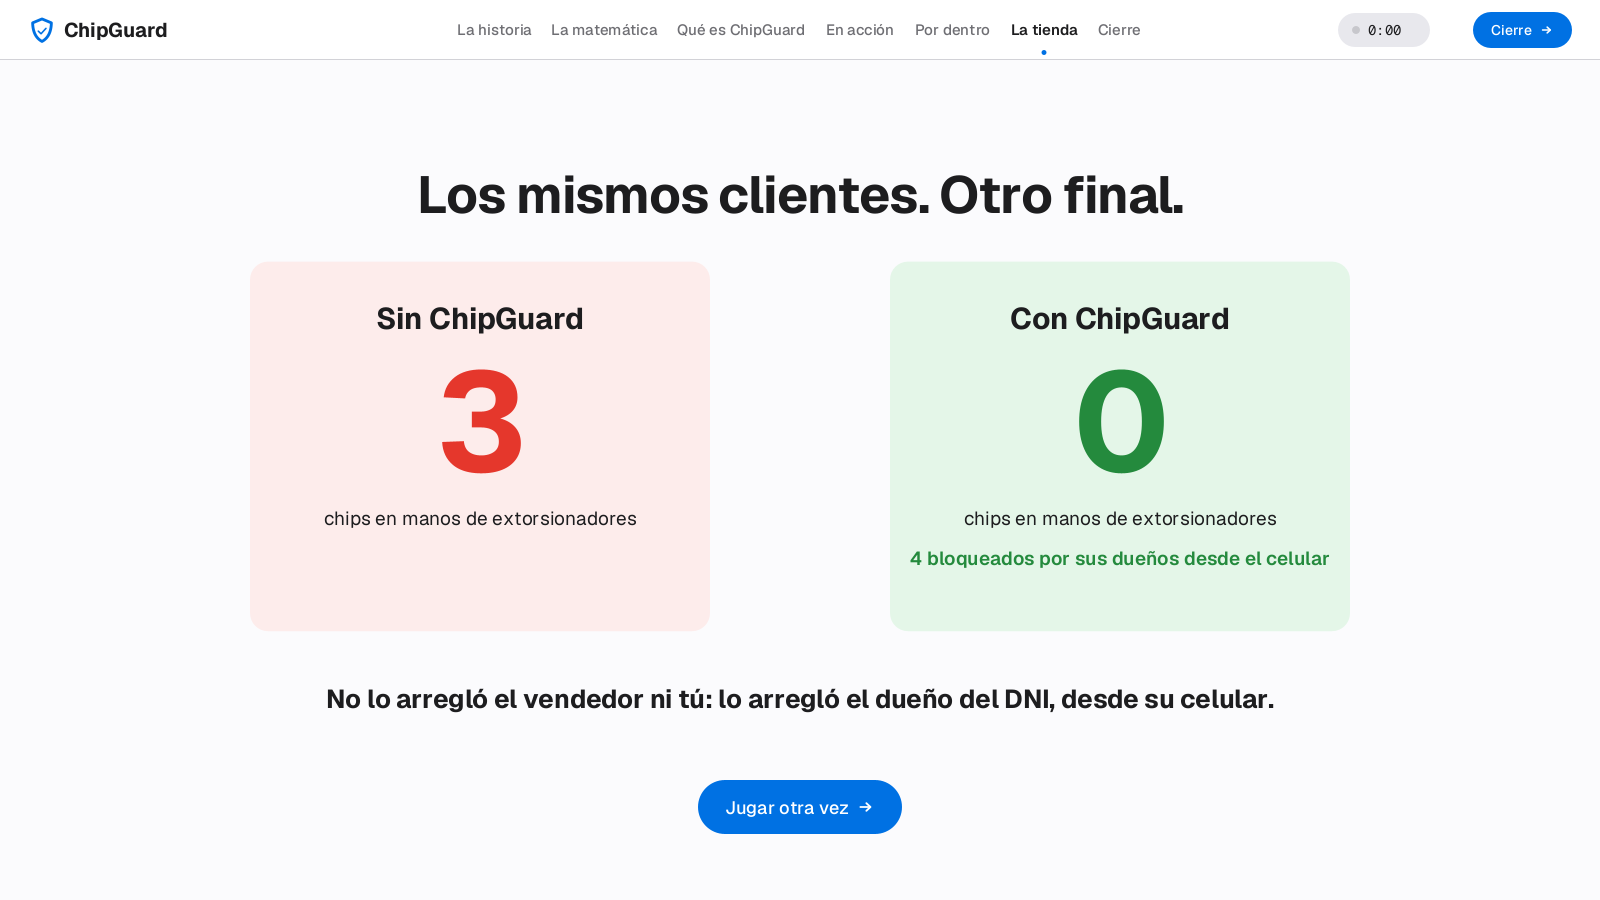 ChipGuard
La historia
La matemática
Qué es ChipGuard
En acción
Por dentro
La tienda
Cierre
0:00
Cierre →
Los mismos clientes. Otro final.
Sin ChipGuard
3
chips en manos de extorsionadores
Con ChipGuard
0
chips en manos de extorsionadores
4 bloqueados por sus dueños desde el celular
No lo arregló el vendedor ni tú: lo arregló el dueño del DNI, desde su celular.
Jugar otra vez →